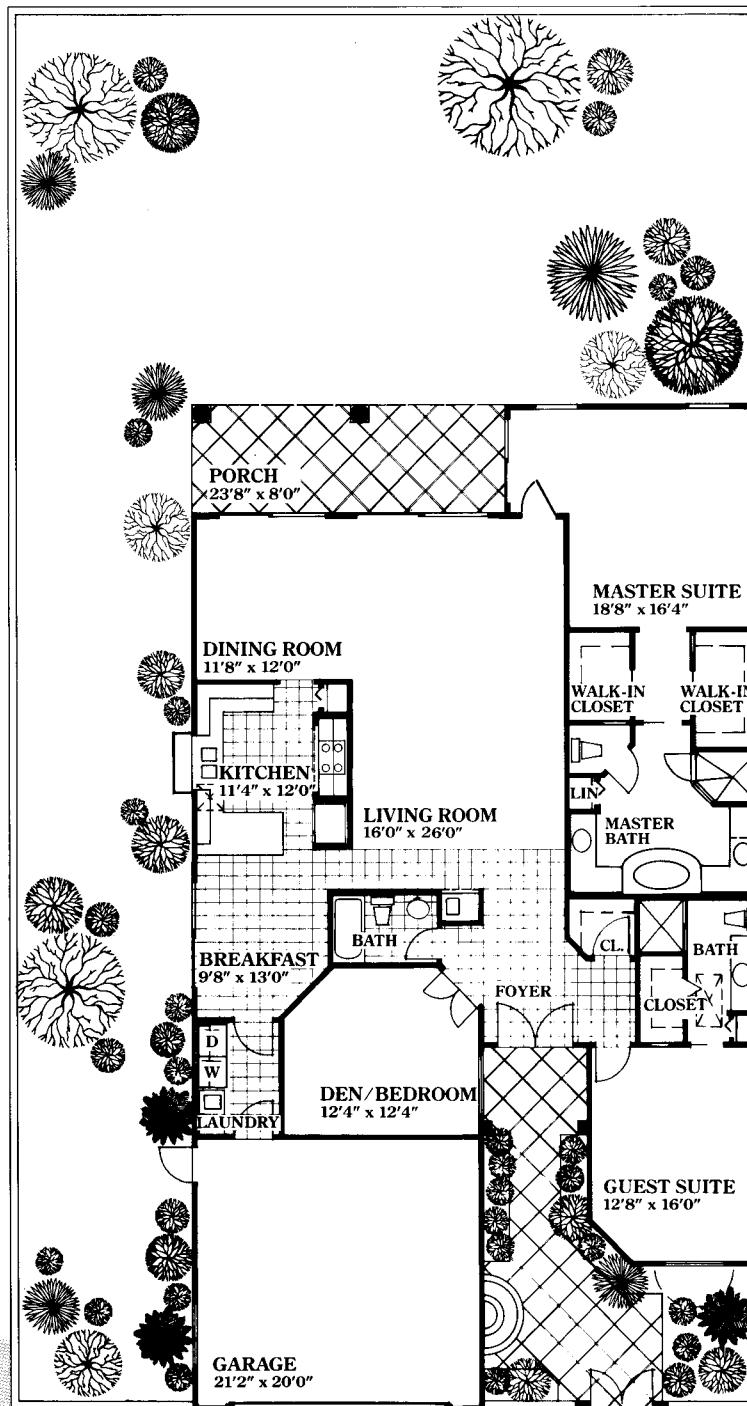 PORCH
23'8" x 8'0"
MASTER SUITE
18'8" x 16'4"
DINING ROOM
11'8" x 12'0"
WALK-IN
CLOSET
WALK-IN
CLOSET
KITCHEN
11'4" x 12'0"
LIN
LIVING ROOM
16'0" x 26'0"
MASTER
BATH
BATH
CL.
BATH
BREAKFAST
9'8" x 13'0"
FOYER
CLOSET
D
W
DEN/BEDROOM
12'4" x 12'4"
LAUNDRY
GUEST SUITE
12'8" x 16'0"
GARAGE
21'2" x 20'0"